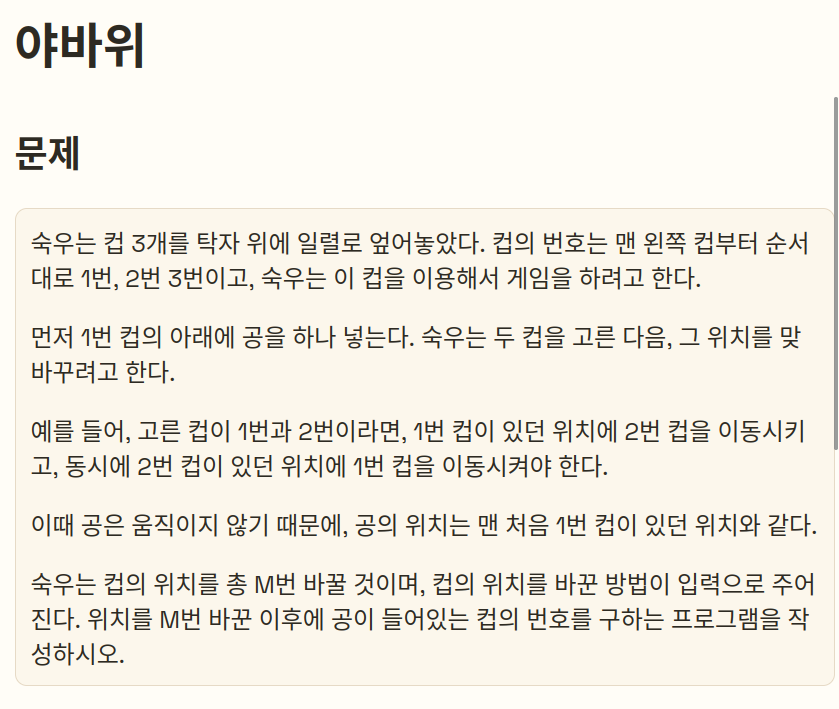 야바위
문제
숙우는 컵 3개를 탁자 위에 일렬로 엎어놓았다. 컵의 번호는 맨 왼쪽 컵부터 순서
대로 1번, 2번 3번이고, 숙우는 이 컵을 이용해서 게임을 하려고 한다.
먼저 1번 컵의 아래에 공을 하나 넣는다. 숙우는 두 컵을 고른 다음, 그 위치를 맞
바꾸려고 한다.
예를 들어, 고른 컵이 1번과 2번이라면, 1번 컵이 있던 위치에 2번 컵을 이동시키
고, 동시에 2번 컵이 있던 위치에 1번 컵을 이동시켜야 한다.
이때 공은 움직이지 않기 때문에, 공의 위치는 맨 처음 1번 컵이 있던 위치와 같다.
숙우는 컵의 위치를 총 M번 바꿀 것이며, 컵의 위치를 바꾼 방법이 입력으로 주어
진다. 위치를 M번 바꾼 이후에 공이 들어있는 컵의 번호를 구하는 프로그램을 작
성하시오.